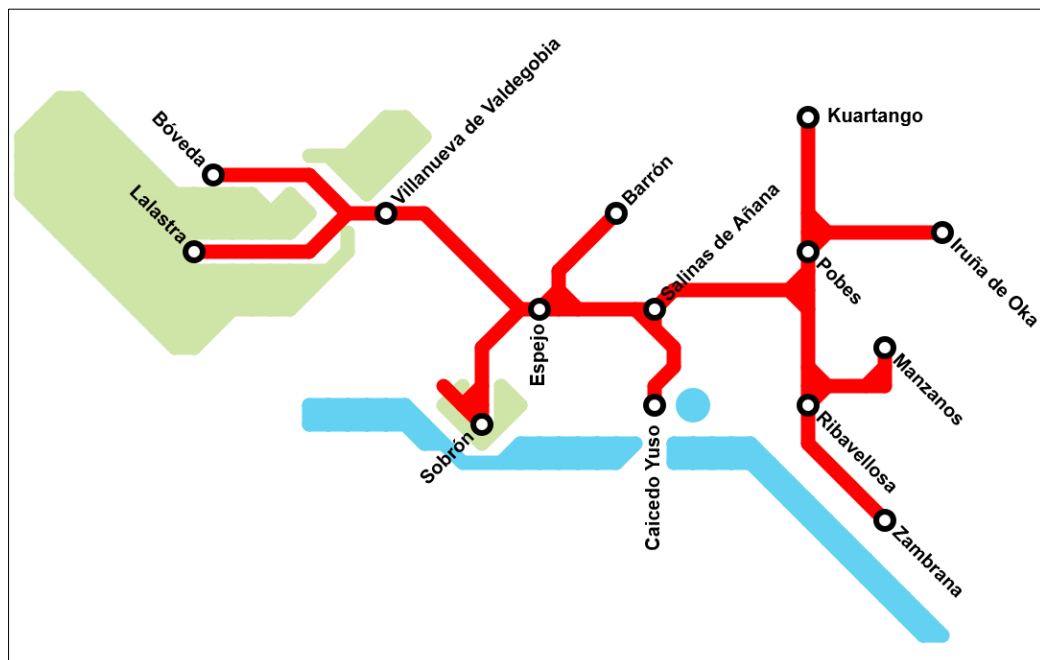 Bóveda
Lalastra
Villanueva de Valdegobia
Barrón
Kuartango
Salinas de Añana
Iruña de Oka
Pobes
Espejo
Manzanos
Sobrón
Caicedo Yuso
Ribavellosa
Zambrana